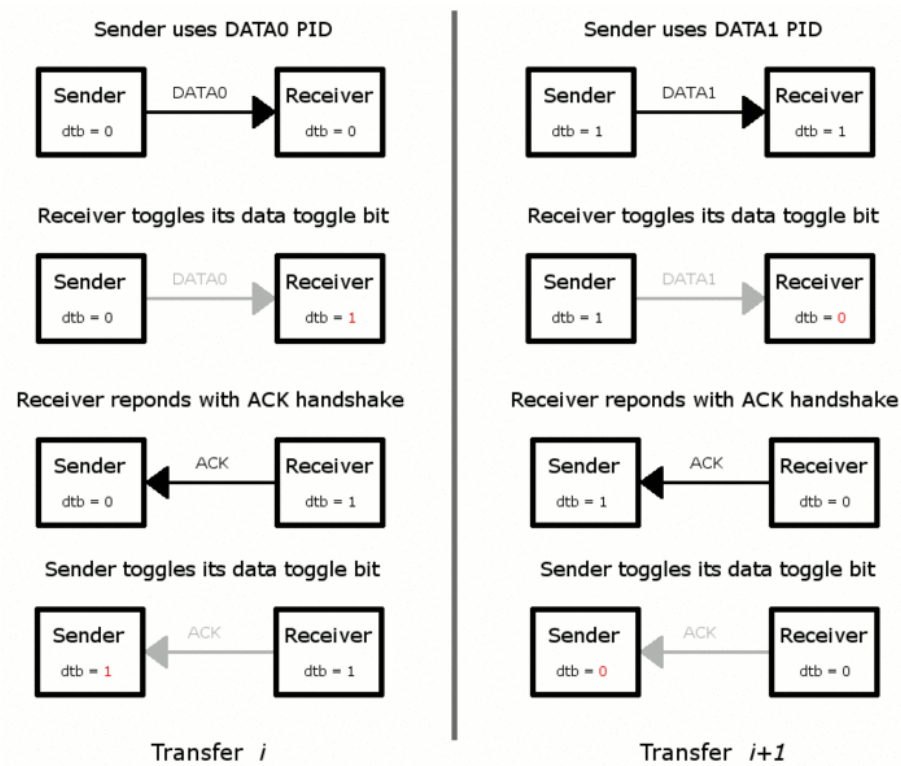 Sender uses DATA0 PID
Sender
DATA0
Receiver
dtb = 0
dtb = 0
Receiver toggles its data toggle bit
Sender
DATA0
Receiver
dtb = 0
dtb = 1
Receiver reponds with ACK handshake
Sender
ACK
Receiver
dtb = 0
dtb = 1
Sender toggles its data toggle bit
Sender
ACK
Receiver
dtb = 1
dtb = 1
Transfer i
Sender uses DATA1 PID
Sender
DATA1
Receiver
dtb = 1
dtb = 1
Receiver toggles its data toggle bit
Sender
DATA1
Receiver
dtb = 1
dtb = 0
Receiver reponds with ACK handshake
Sender
ACK
Receiver
dtb = 1
dtb = 0
Sender toggles its data toggle bit
Sender
ACK
Receiver
dtb = 0
dtb = 0
Transfer i+1